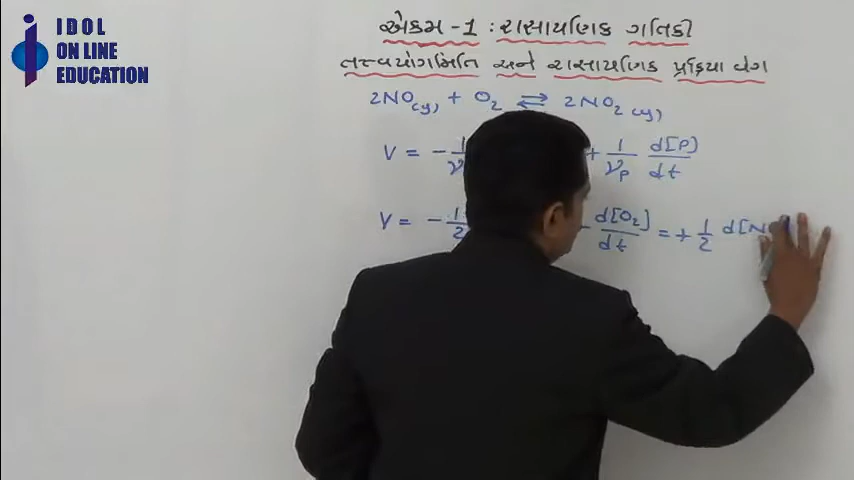 IDOL
ON LINE
EDUCATION
એકમ -1 : રાસાયણિક ગતિકી
તત્ત્વયોગમિતિ અને રાસાયણિક પ્રક્રિયા વેગ
2NO(વાયુ) + O₂ ⇌ 2NO₂ (વાયુ)
V = - 1/ν + 1/νP d[P]/dt
V = - 1/2 - d[O₂]/dt = + 1/2 d[NO